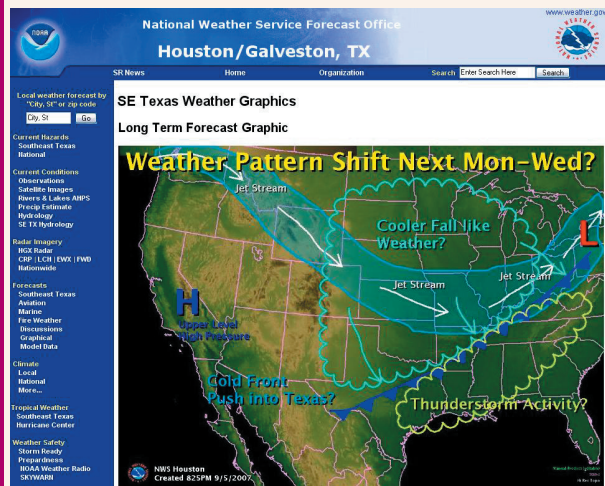 www.weather.gov
NOAA
National Weather Service Forecast Office
Houston/Galveston, TX
SR News Home Organization Search Enter Search Here Search
Local weather forecast by
"City, St" or zip code
City, St Go
Current Hazards
Southeast Texas
National
Current Conditions
Observations
Satellite Images
Rivers & Lakes AHPS
Precip Estimate
Hydrology
SE TX Hydrology
Radar Imagery
HGX Radar
CRP | LCH | EWX | FWD
Nationwide
Forecasts
Southeast Texas
Aviation
Marine
Fire Weather
Discussions
Graphical
Model Data
Climate
Local
National
More...
Tropical Weather
Southeast Texas
Hurricane Center
Weather Safety
Storm Ready
Preparedness
NOAA Weather Radio
SKYWARN
SE Texas Weather Graphics
Long Term Forecast Graphic
Weather Pattern Shift Next Mon-Wed?
Jet Stream
Cooler Fall like
Weather?
L
Jet Stream
Jet Stream
H
Upper Level
High Pressure
Cold Front
Push into Texas?
Thunderstorm Activity?
NWS Houston
Created 825PM 9/5/2007